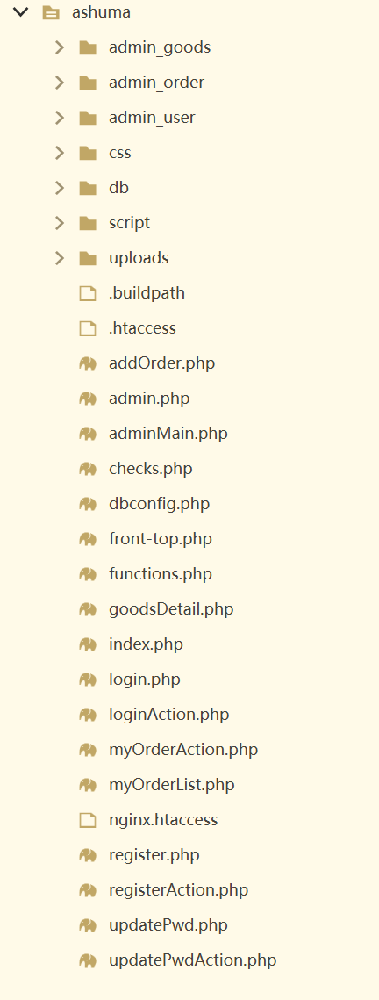 ashuma
admin_goods
admin_order
admin_user
css
db
script
uploads
.buildpath
.htaccess
addOrder.php
admin.php
adminMain.php
checks.php
dbconfig.php
front-top.php
functions.php
goodsDetail.php
index.php
login.php
loginAction.php
myOrderAction.php
myOrderList.php
nginx.htaccess
register.php
registerAction.php
updatePwd.php
updatePwdAction.php